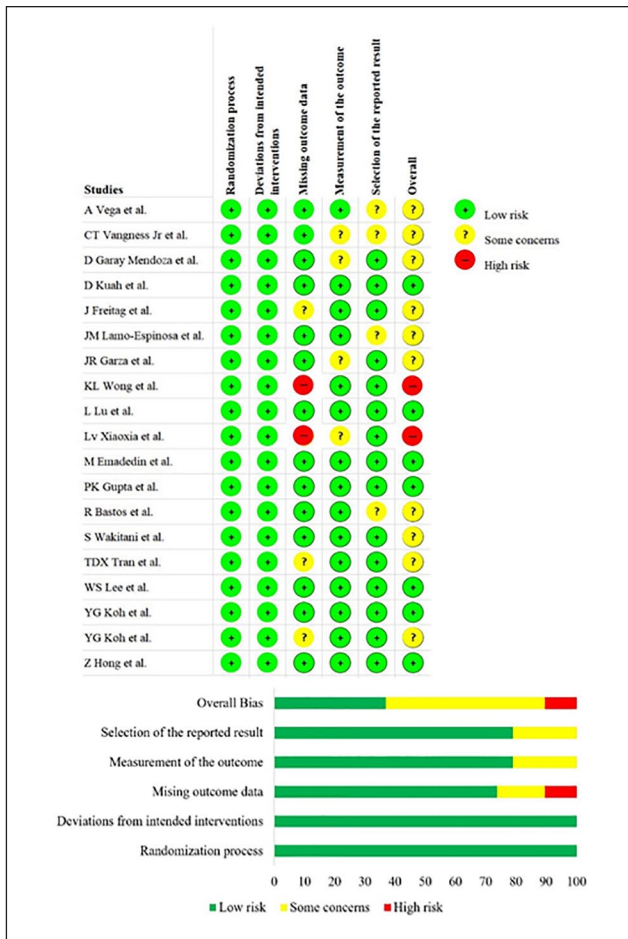 Randomization process
Deviations from intended
interventions
Missing outcome data
Measurement of the outcome
Selection of the reported result
Overall
Studies
A Vega et al. + + + + ? ?
CT Vangness Jr et al. + + + ? ? ?
D Garay Mendoza et al. + + + ? + ?
D Kuah et al. + + + + + +
J Freitag et al. + + ? + + ?
JM Lamo-Espinosa et al. + + + + ? ?
JR Garza et al. + + + ? + ?
KL Wong et al. + + − + + −
L Lu et al. + + + + + +
Lv Xiaoxia et al. + + − ? + −
M Emadedin et al. + + + + + +
PK Gupta et al. + + + + + +
R Bastos et al. + + + + ? ?
S Wakitani et al. + + + + + ?
TDX Tran et al. + + ? + + ?
WS Lee et al. + + + + + +
YG Koh et al. + + + + + +
YG Koh et al. + + ? + + ?
Z Hong et al. + + + + + +
+ Low risk
? Some concerns
− High risk
Overall Bias
Selection of the reported result
Measurement of the outcome
Mising outcome data
Deviations from intended interventions
Randomization process
0 10 20 30 40 50 60 70 80 90 100
Low risk Some concerns High risk